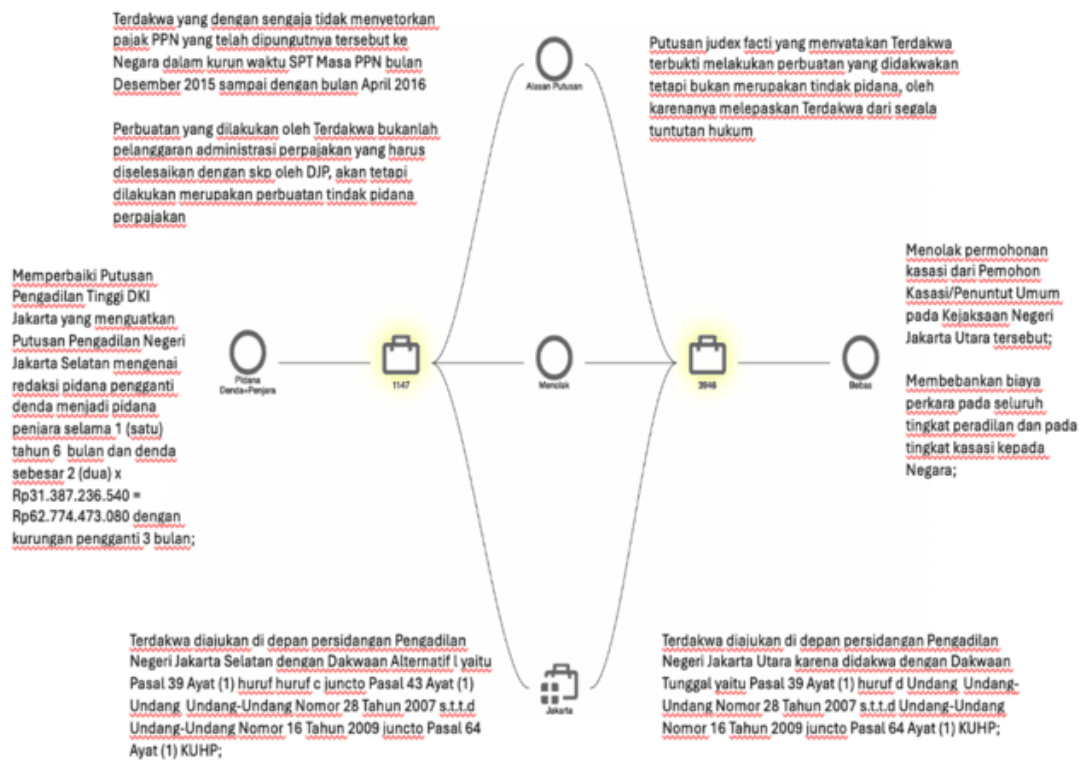 Terdakwa yang dengan sengaja tidak menyetorkan
pajak PPN yang telah dipungutnya tersebut ke
Negara dalam kurun waktu SPT Masa PPN bulan
Desember 2015 sampai dengan bulan April 2016
Perbuatan yang dilakukan oleh Terdakwa bukanlah
pelanggaran administrasi perpajakan yang harus
diselesaikan dengan skp oleh DJP, akan tetapi
dilakukan merupakan perbuatan tindak pidana
perpajakan
Alasan Putusan
Putusan judex facti yang menyatakan Terdakwa
terbukti melakukan perbuatan yang didakwakan
tetapi bukan merupakan tindak pidana, oleh
karenanya melepaskan Terdakwa dari segala
tuntutan hukum
Memperbaiki Putusan
Pengadilan Tinggi DKI
Jakarta yang menguatkan
Putusan Pengadilan Negeri
Jakarta Selatan mengenai
redaksi pidana pengganti
denda menjadi pidana
penjara selama 1 (satu)
tahun 6 bulan dan denda
sebesar 2 (dua) x
Rp31.387.236.540 =
Rp62.774.473.080 dengan
kurungan pengganti 3 bulan;
Pidana
Denda+Penjara
1147
Menolak
3946
Bebas
Menolak permohonan
kasasi dari Pemohon
Kasasi/Penuntut Umum
pada Kejaksaan Negeri
Jakarta Utara tersebut;
Membebankan biaya
perkara pada seluruh
tingkat peradilan dan pada
tingkat kasasi kepada
Negara;
Terdakwa diajukan di depan persidangan Pengadilan
Negeri Jakarta Selatan dengan Dakwaan Alternatif l yaitu
Pasal 39 Ayat (1) huruf huruf c juncto Pasal 43 Ayat (1)
Undang Undang-Undang Nomor 28 Tahun 2007 s.t.t.d
Undang-Undang Nomor 16 Tahun 2009 juncto Pasal 64
Ayat (1) KUHP;
Jakarta
Terdakwa diajukan di depan persidangan Pengadilan
Negeri Jakarta Utara karena didakwa dengan Dakwaan
Tunggal yaitu Pasal 39 Ayat (1) huruf d Undang Undang-
Undang Nomor 28 Tahun 2007 s.t.t.d Undang-Undang
Nomor 16 Tahun 2009 juncto Pasal 64 Ayat (1) KUHP;